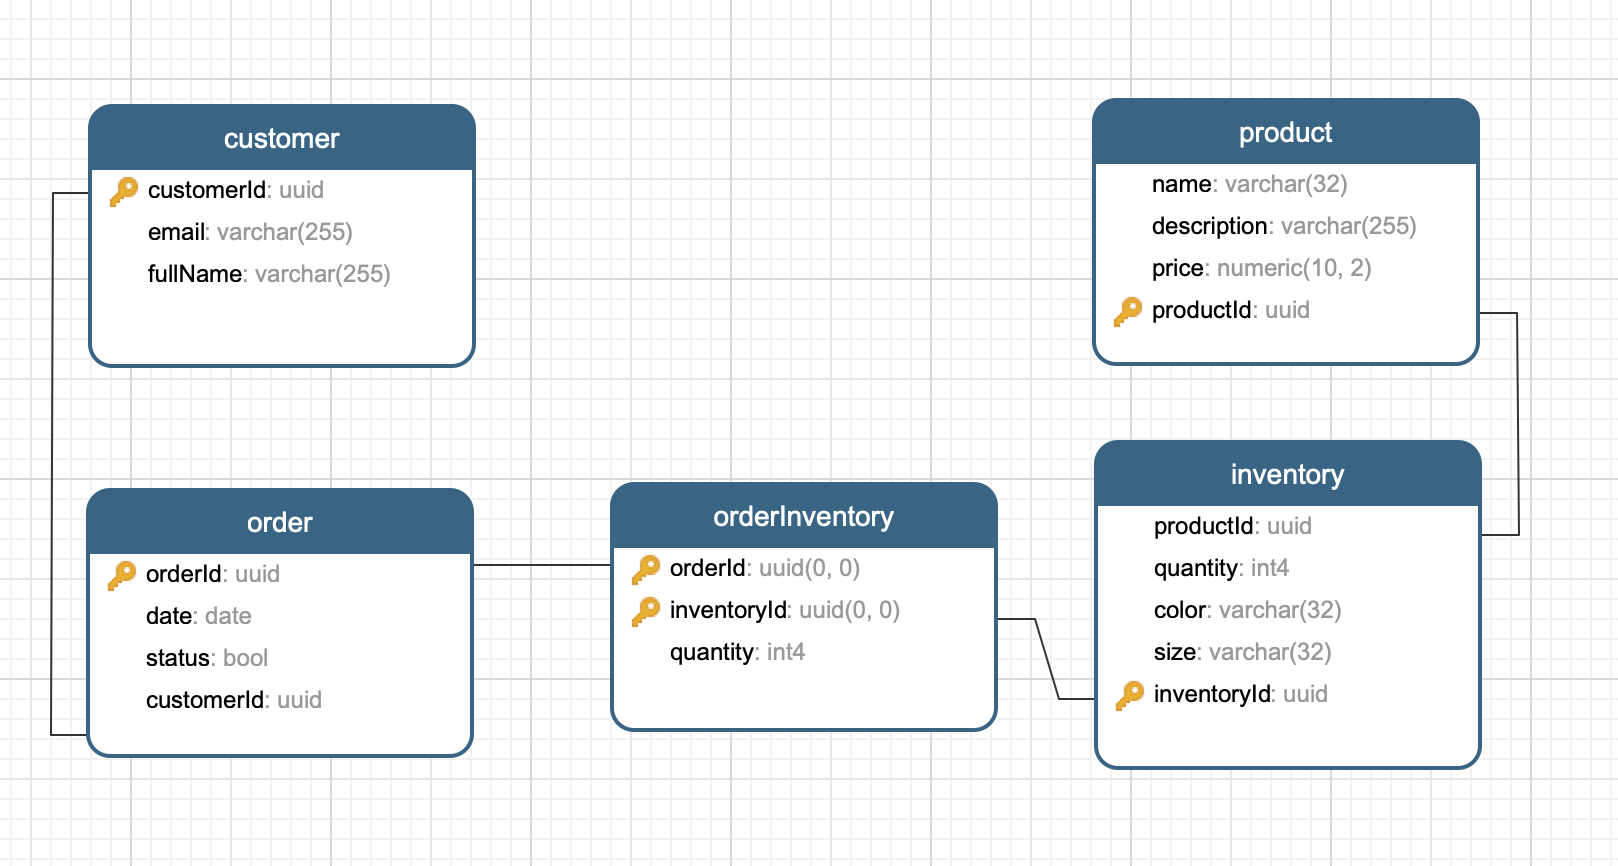 customer
customerId: uuid
email: varchar(255)
fullName: varchar(255)
product
name: varchar(32)
description: varchar(255)
price: numeric(10, 2)
productId: uuid
order
orderId: uuid
date: date
status: bool
customerId: uuid
orderInventory
orderId: uuid(0, 0)
inventoryId: uuid(0, 0)
quantity: int4
inventory
productId: uuid
quantity: int4
color: varchar(32)
size: varchar(32)
inventoryId: uuid